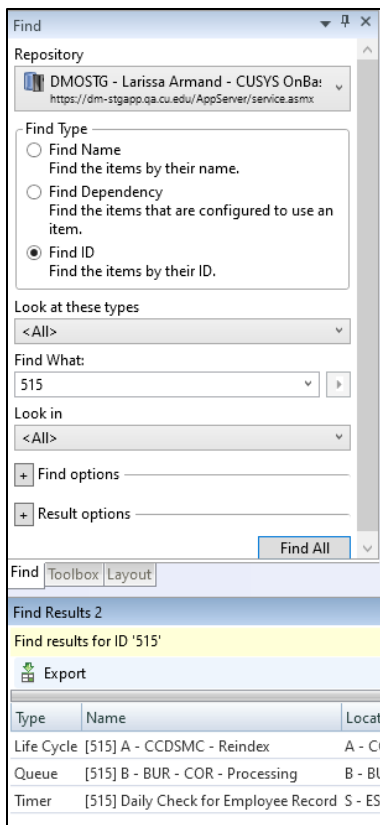 Find
Repository
DMOSTG - Larissa Armand - CUSYS OnBa
https://dm-stgapp.qa.cu.edu/AppServer/service.asmx
Find Type
Find Name
Find the items by their name.
Find Dependency
Find the items that are configured to use an
item.
Find ID
Find the items by their ID.
Look at these types
<All>
Find What:
515
Look in
<All>
+ Find options
+ Result options
Find All
Find Toolbox Layout
Find Results 2
Find results for ID '515'
Export
Type Name Locat
Life Cycle [515] A - CCDSMC - Reindex A - C
Queue [515] B - BUR - COR - Processing B - BU
Timer [515] Daily Check for Employee Record S - ES